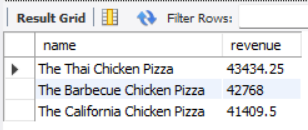 Result Grid Filter Rows:
name revenue
The Thai Chicken Pizza 43434.25
The Barbecue Chicken Pizza 42768
The California Chicken Pizza 41409.5